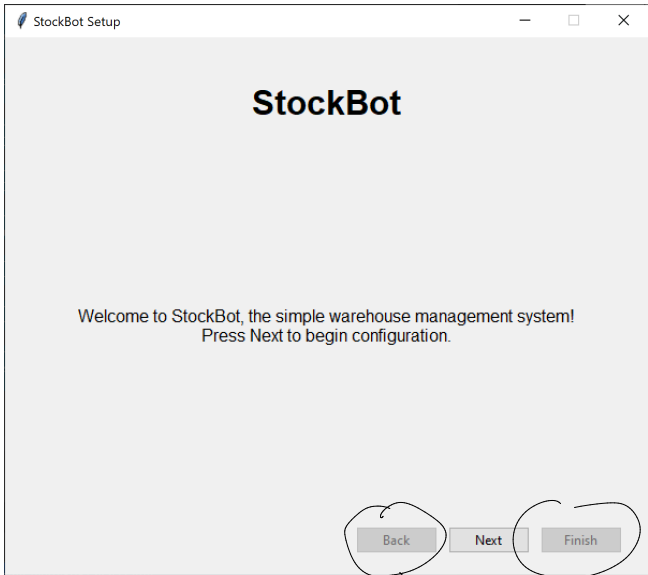 StockBot Setup
StockBot
Welcome to StockBot, the simple warehouse management system!
Press Next to begin configuration.
Back Next Finish